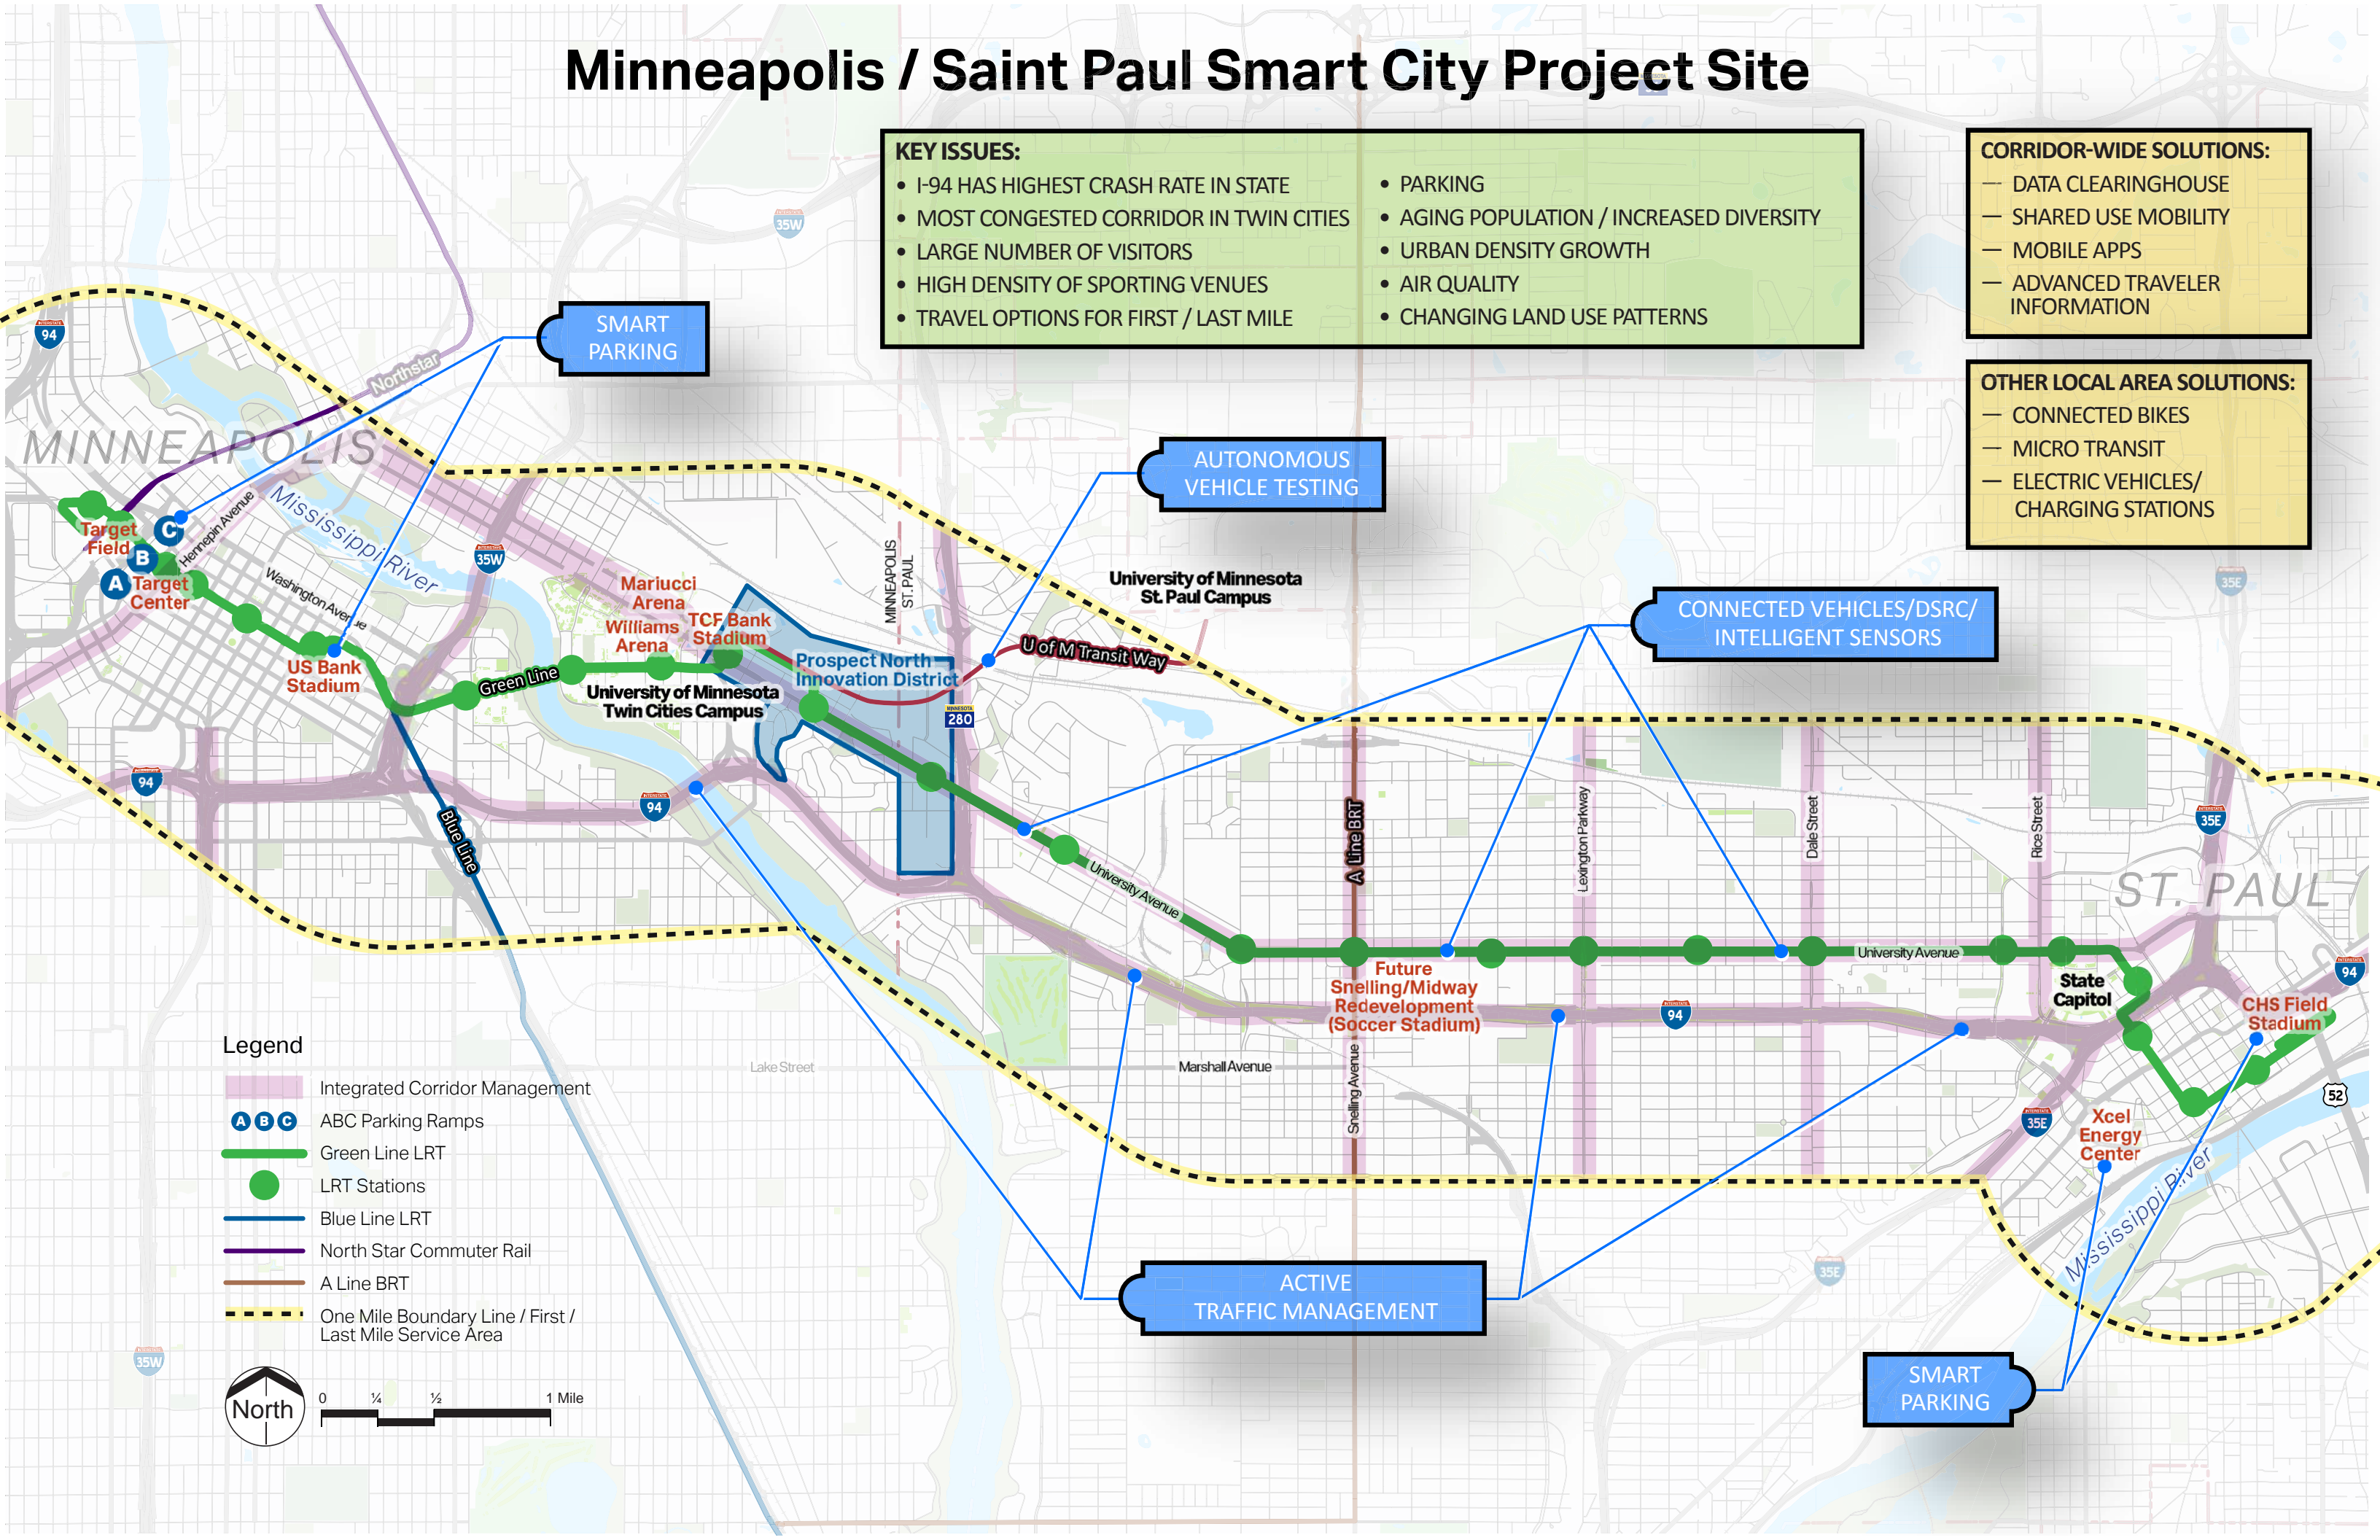 Minneapolis / Saint Paul Smart City Project Site
KEY ISSUES:
• I-94 HAS HIGHEST CRASH RATE IN STATE
• MOST CONGESTED CORRIDOR IN TWIN CITIES
• LARGE NUMBER OF VISITORS
• HIGH DENSITY OF SPORTING VENUES
• TRAVEL OPTIONS FOR FIRST / LAST MILE
• PARKING
• AGING POPULATION / INCREASED DIVERSITY
• URBAN DENSITY GROWTH
• AIR QUALITY
• CHANGING LAND USE PATTERNS
CORRIDOR-WIDE SOLUTIONS:
— DATA CLEARINGHOUSE
— SHARED USE MOBILITY
— MOBILE APPS
— ADVANCED TRAVELER
INFORMATION
OTHER LOCAL AREA SOLUTIONS:
— CONNECTED BIKES
— MICRO TRANSIT
— ELECTRIC VEHICLES/
CHARGING STATIONS
SMART
PARKING
AUTONOMOUS
VEHICLE TESTING
CONNECTED VEHICLES/DSRC/
INTELLIGENT SENSORS
35W
94
Northstar
MINNEAPOLIS
Mississippi River
Hennepin Avenue
Washington Avenue
Target
Field
C
B
A
Target
Center
US Bank
Stadium
35W
Green Line
Mariucci
Arena
Williams
Arena
TCF Bank
Stadium
University of Minnesota
Twin Cities Campus
Prospect North
Innovation District
MINNEAPOLIS
ST. PAUL
University of Minnesota
St. Paul Campus
U of M Transit Way
MINNESOTA
280
35E
94
94
Blue Line
University Avenue
A Line BRT
Lexington Parkway
Dale Street
Rice Street
35E
ST. PAUL
University Avenue
Future
Snelling/Midway
Redevelopment
(Soccer Stadium)
94
State
Capitol
94
CHS Field
Stadium
52
Lake Street
Marshall Avenue
Snelling Avenue
35E
Xcel
Energy
Center
Mississippi River
35E
ACTIVE
TRAFFIC MANAGEMENT
SMART
PARKING
Legend
Integrated Corridor Management
A B C ABC Parking Ramps
Green Line LRT
LRT Stations
Blue Line LRT
North Star Commuter Rail
A Line BRT
One Mile Boundary Line / First /
Last Mile Service Area
35W
North
0 ¼ ½ 1 Mile